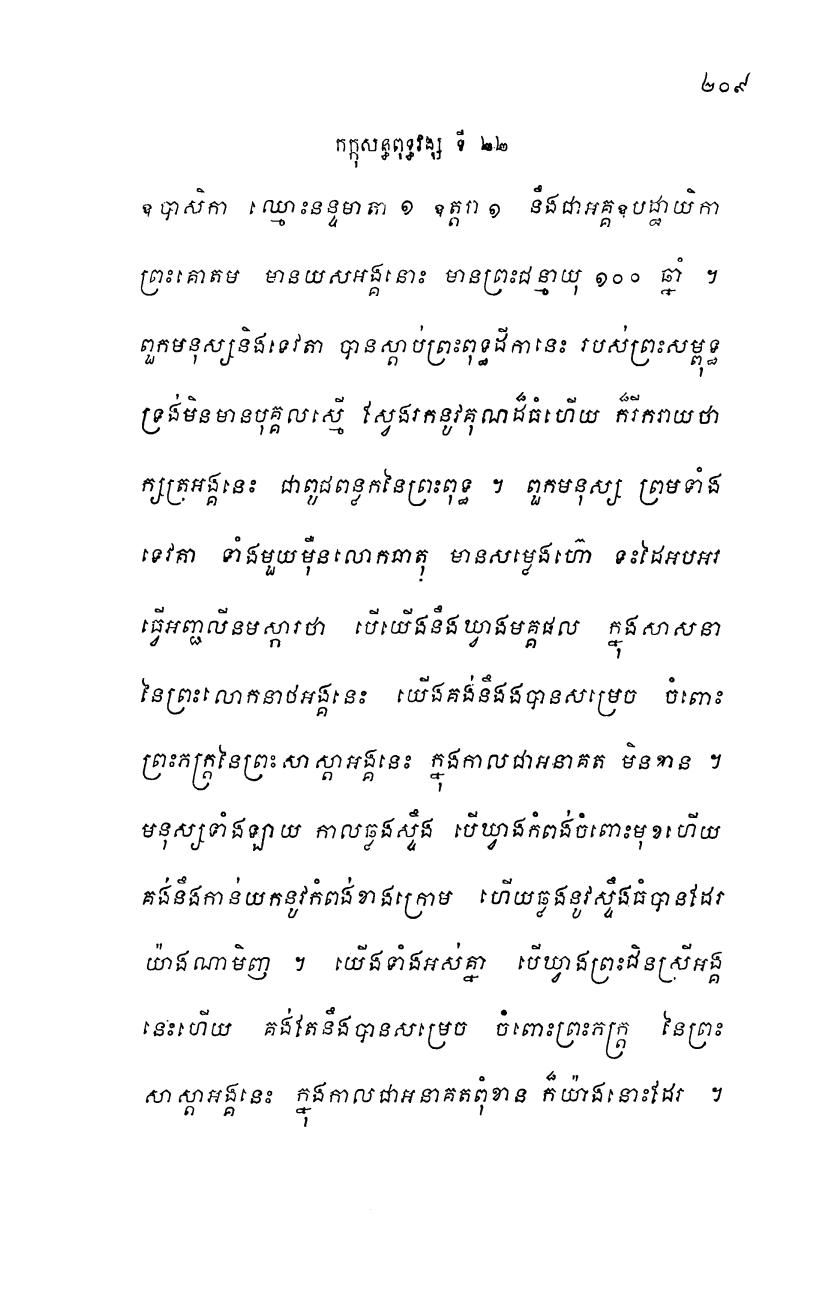 ២០៩
កក្កុសន្ធពុទ្ធវង្ស ទី ២២
ឧបាសិកា ឈ្មោះនន្ទមាតា ១ ឧត្តរា ១ នឹងជាអគ្គឧបដ្ឋាយិកា
ព្រះគោតម មានយសអង្គនោះ មានព្រះជន្មាយុ ១០០ ឆ្នាំ ។
ពួកមនុស្សនិងទេវតា បានស្តាប់ព្រះពុទ្ធដីកានេះ របស់ព្រះសម្ពុទ្ធ
ទ្រង់មិនមានបុគ្គលស្មើ ស្វែងរកនូវគុណដ៏ធំហើយ ក៏រីករាយថា
ក្សត្រអង្គនេះ ជាពូជពន្លកនៃព្រះពុទ្ធ ។ ពួកមនុស្ស ព្រមទាំង
ទេវតា ទាំងមួយម៉ឺនលោកធាតុ មានសម្លេងហ៊ោ ទះដៃអបអរ
ធ្វើអញ្ជលីនមស្ការថា បើយើងនឹងឃ្វាងមគ្គផល ក្នុងសាសនា
នៃព្រះលោកនាថអង្គនេះ យើងគង់នឹងងបានសម្រេច ចំពោះ
ព្រះភក្ត្រនៃព្រះសាស្តាអង្គនេះ ក្នុងកាលជាអនាគត មិនខាន ។
មនុស្សទាំងឡាយ កាលឆ្លងស្ទឹង បើឃ្វាងកំពង់ចំពោះមុខហើយ
គង់នឹងកាន់យកនូវកំពង់ខាងក្រោម ហើយឆ្លងនូវស្ទឹងធំបានដែរ
យ៉ាងណាមិញ ។ យើងទាំងអស់គ្នា បើឃ្វាងព្រះជិនស្រីអង្គ
នេះហើយ គង់តែនឹងបានសម្រេច ចំពោះព្រះភក្ត្រ នៃព្រះ
សាស្តាអង្គនេះ ក្នុងកាលជាអនាគតពុំខាន ក៏យ៉ាងនោះដែរ ។